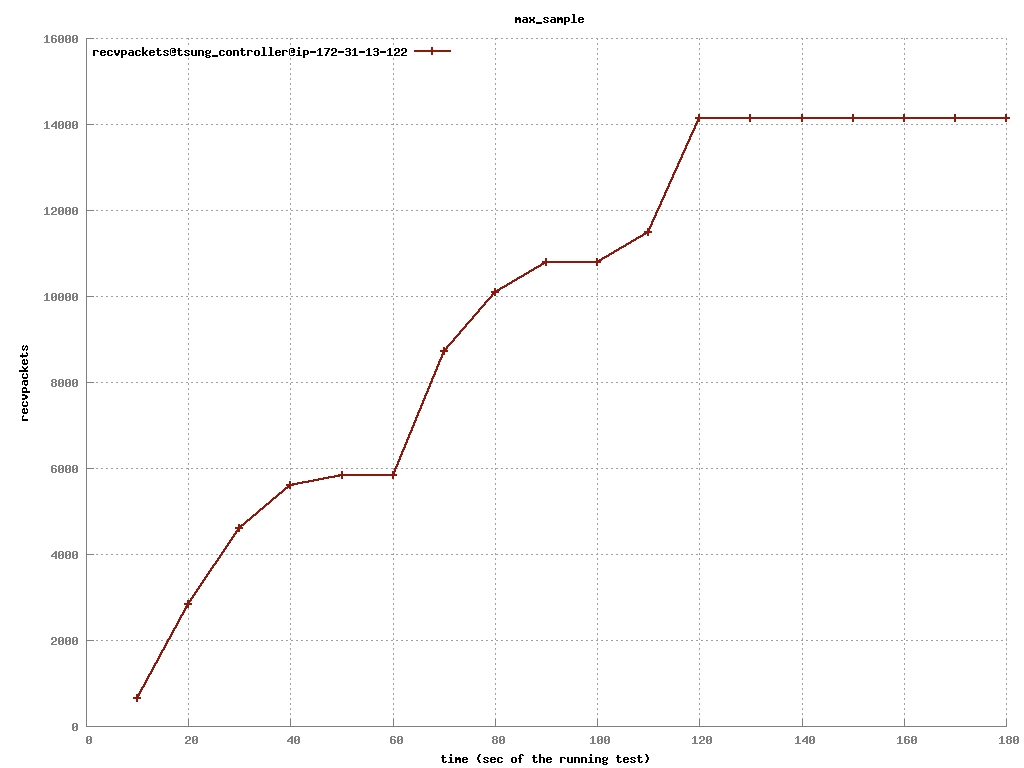 max_sample
16000
recvpackets@tsung_controller@ip-172-31-13-122
14000
12000
10000
8000
6000
4000
2000
0
recvpackets
0 20 40 60 80 100 120 140 160 180
time (sec of the running test)